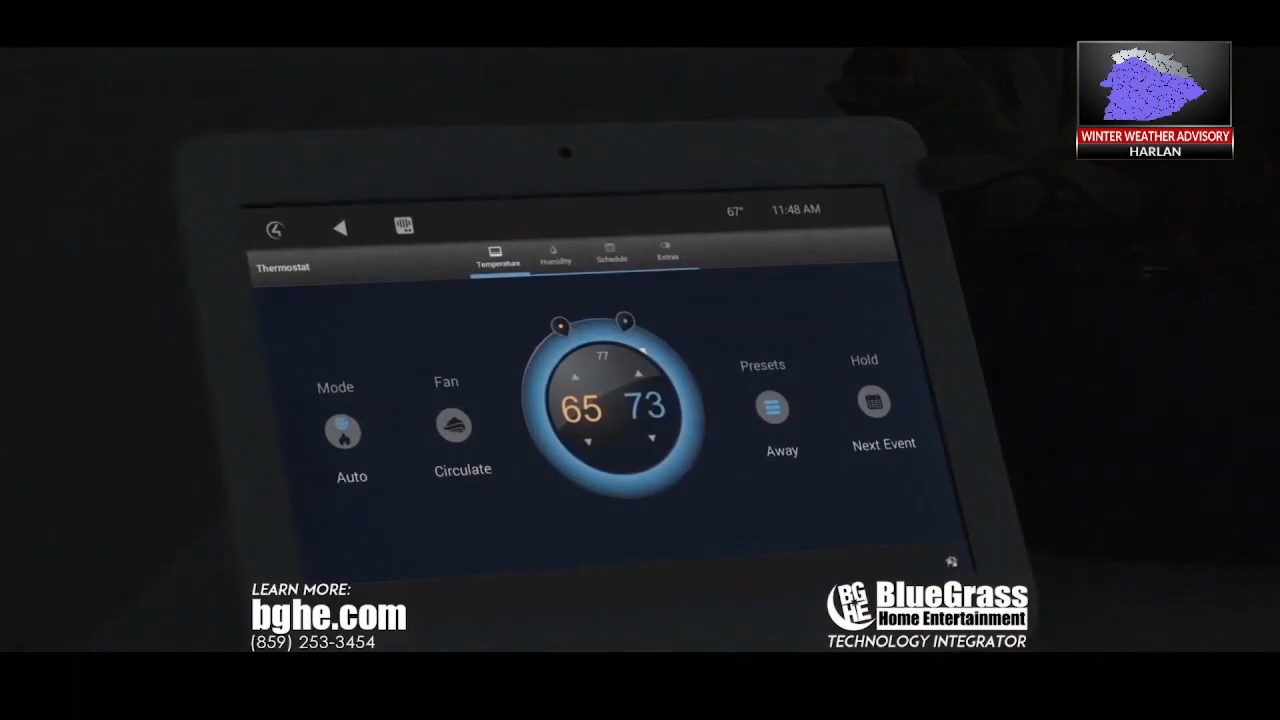 WINTER WEATHER ADVISORY
HARLAN
67° 11:48 AM
Thermostat
Temperature Humidity Schedule Extras
77
65 73
Mode
Auto
Fan
Circulate
Presets
Away
Hold
Next Event
LEARN MORE:
bghe.com
(859) 253-3454
BG
HE
BlueGrass
Home Entertainment
TECHNOLOGY INTEGRATOR